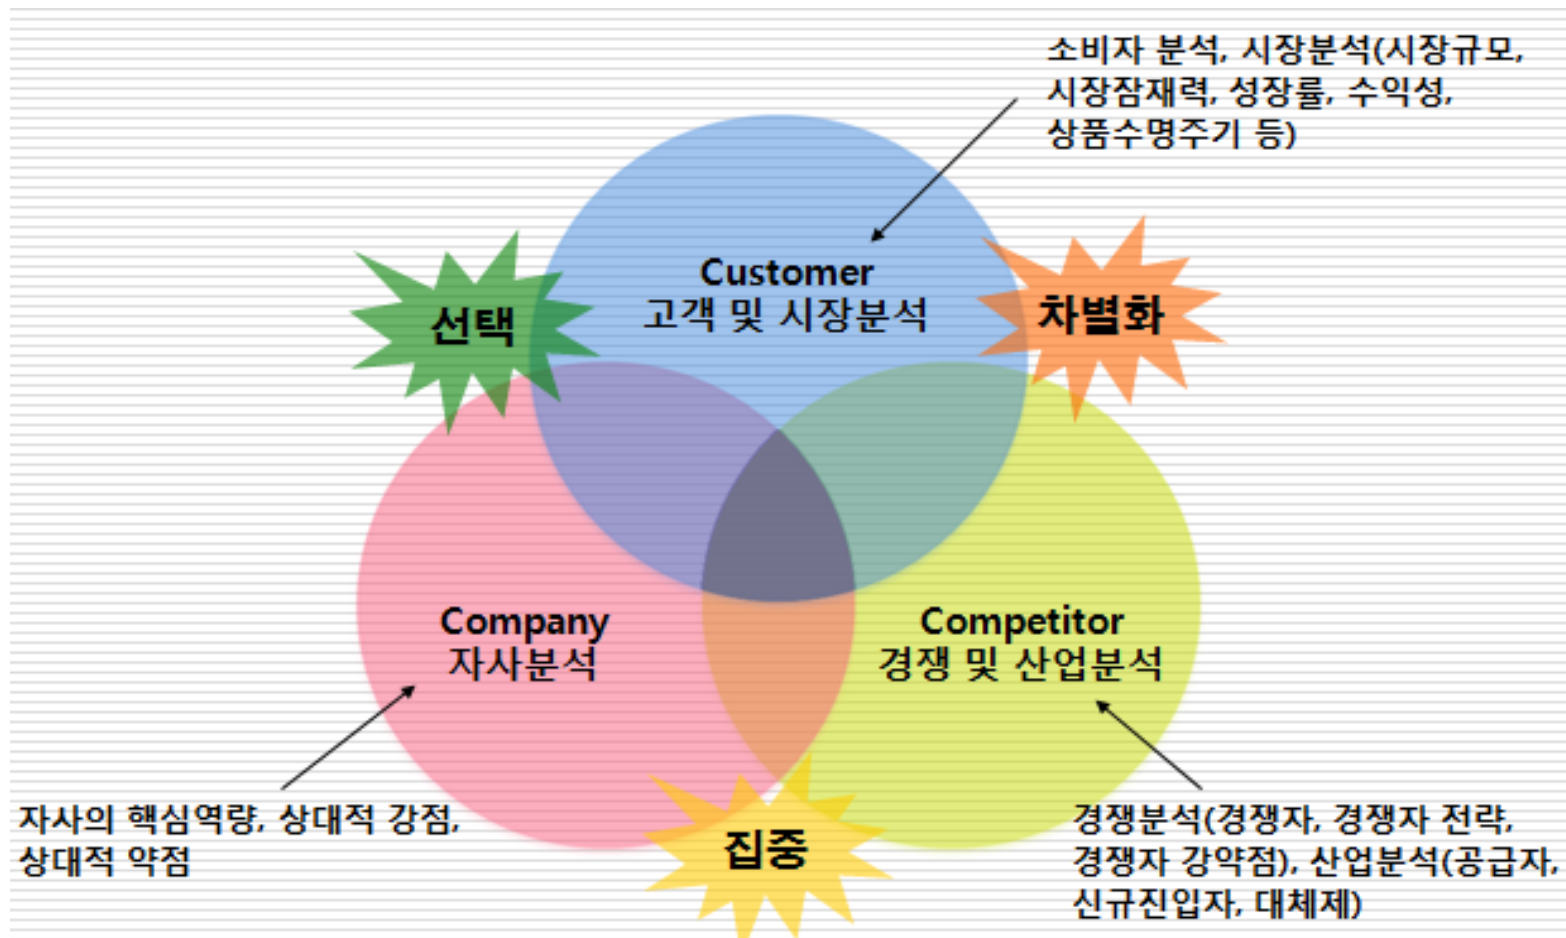 소비자 분석, 시장분석(시장규모,
시장잠재력, 성장률, 수익성,
상품수명주기 등)
Customer
고객 및 시장분석
선택
차별화
Company
자사분석
Competitor
경쟁 및 산업분석
자사의 핵심역량, 상대적 강점,
상대적 약점
집중
경쟁분석(경쟁자, 경쟁자 전략,
경쟁자 강약점), 산업분석(공급자,
신규진입자, 대체제)